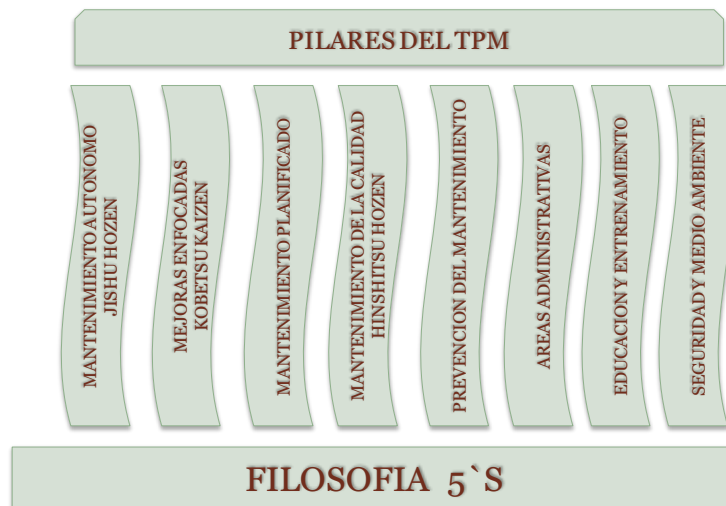 PILARES DEL TPM
MANTENIMIENTO AUTONOMO
JISHU HOZEN
MEJORAS ENFOCADAS
KOBETSU KAIZEN
MANTENIMIENTO PLANIFICADO
MANTENIMIENTO DE LA CALIDAD
HINSHITSU HOZEN
PREVENCION DEL MANTENIMIENTO
AREAS ADMINISTRATIVAS
EDUCACION Y ENTRENAMIENTO
SEGURIDAD Y MEDIO AMBIENTE
FILOSOFIA 5`S